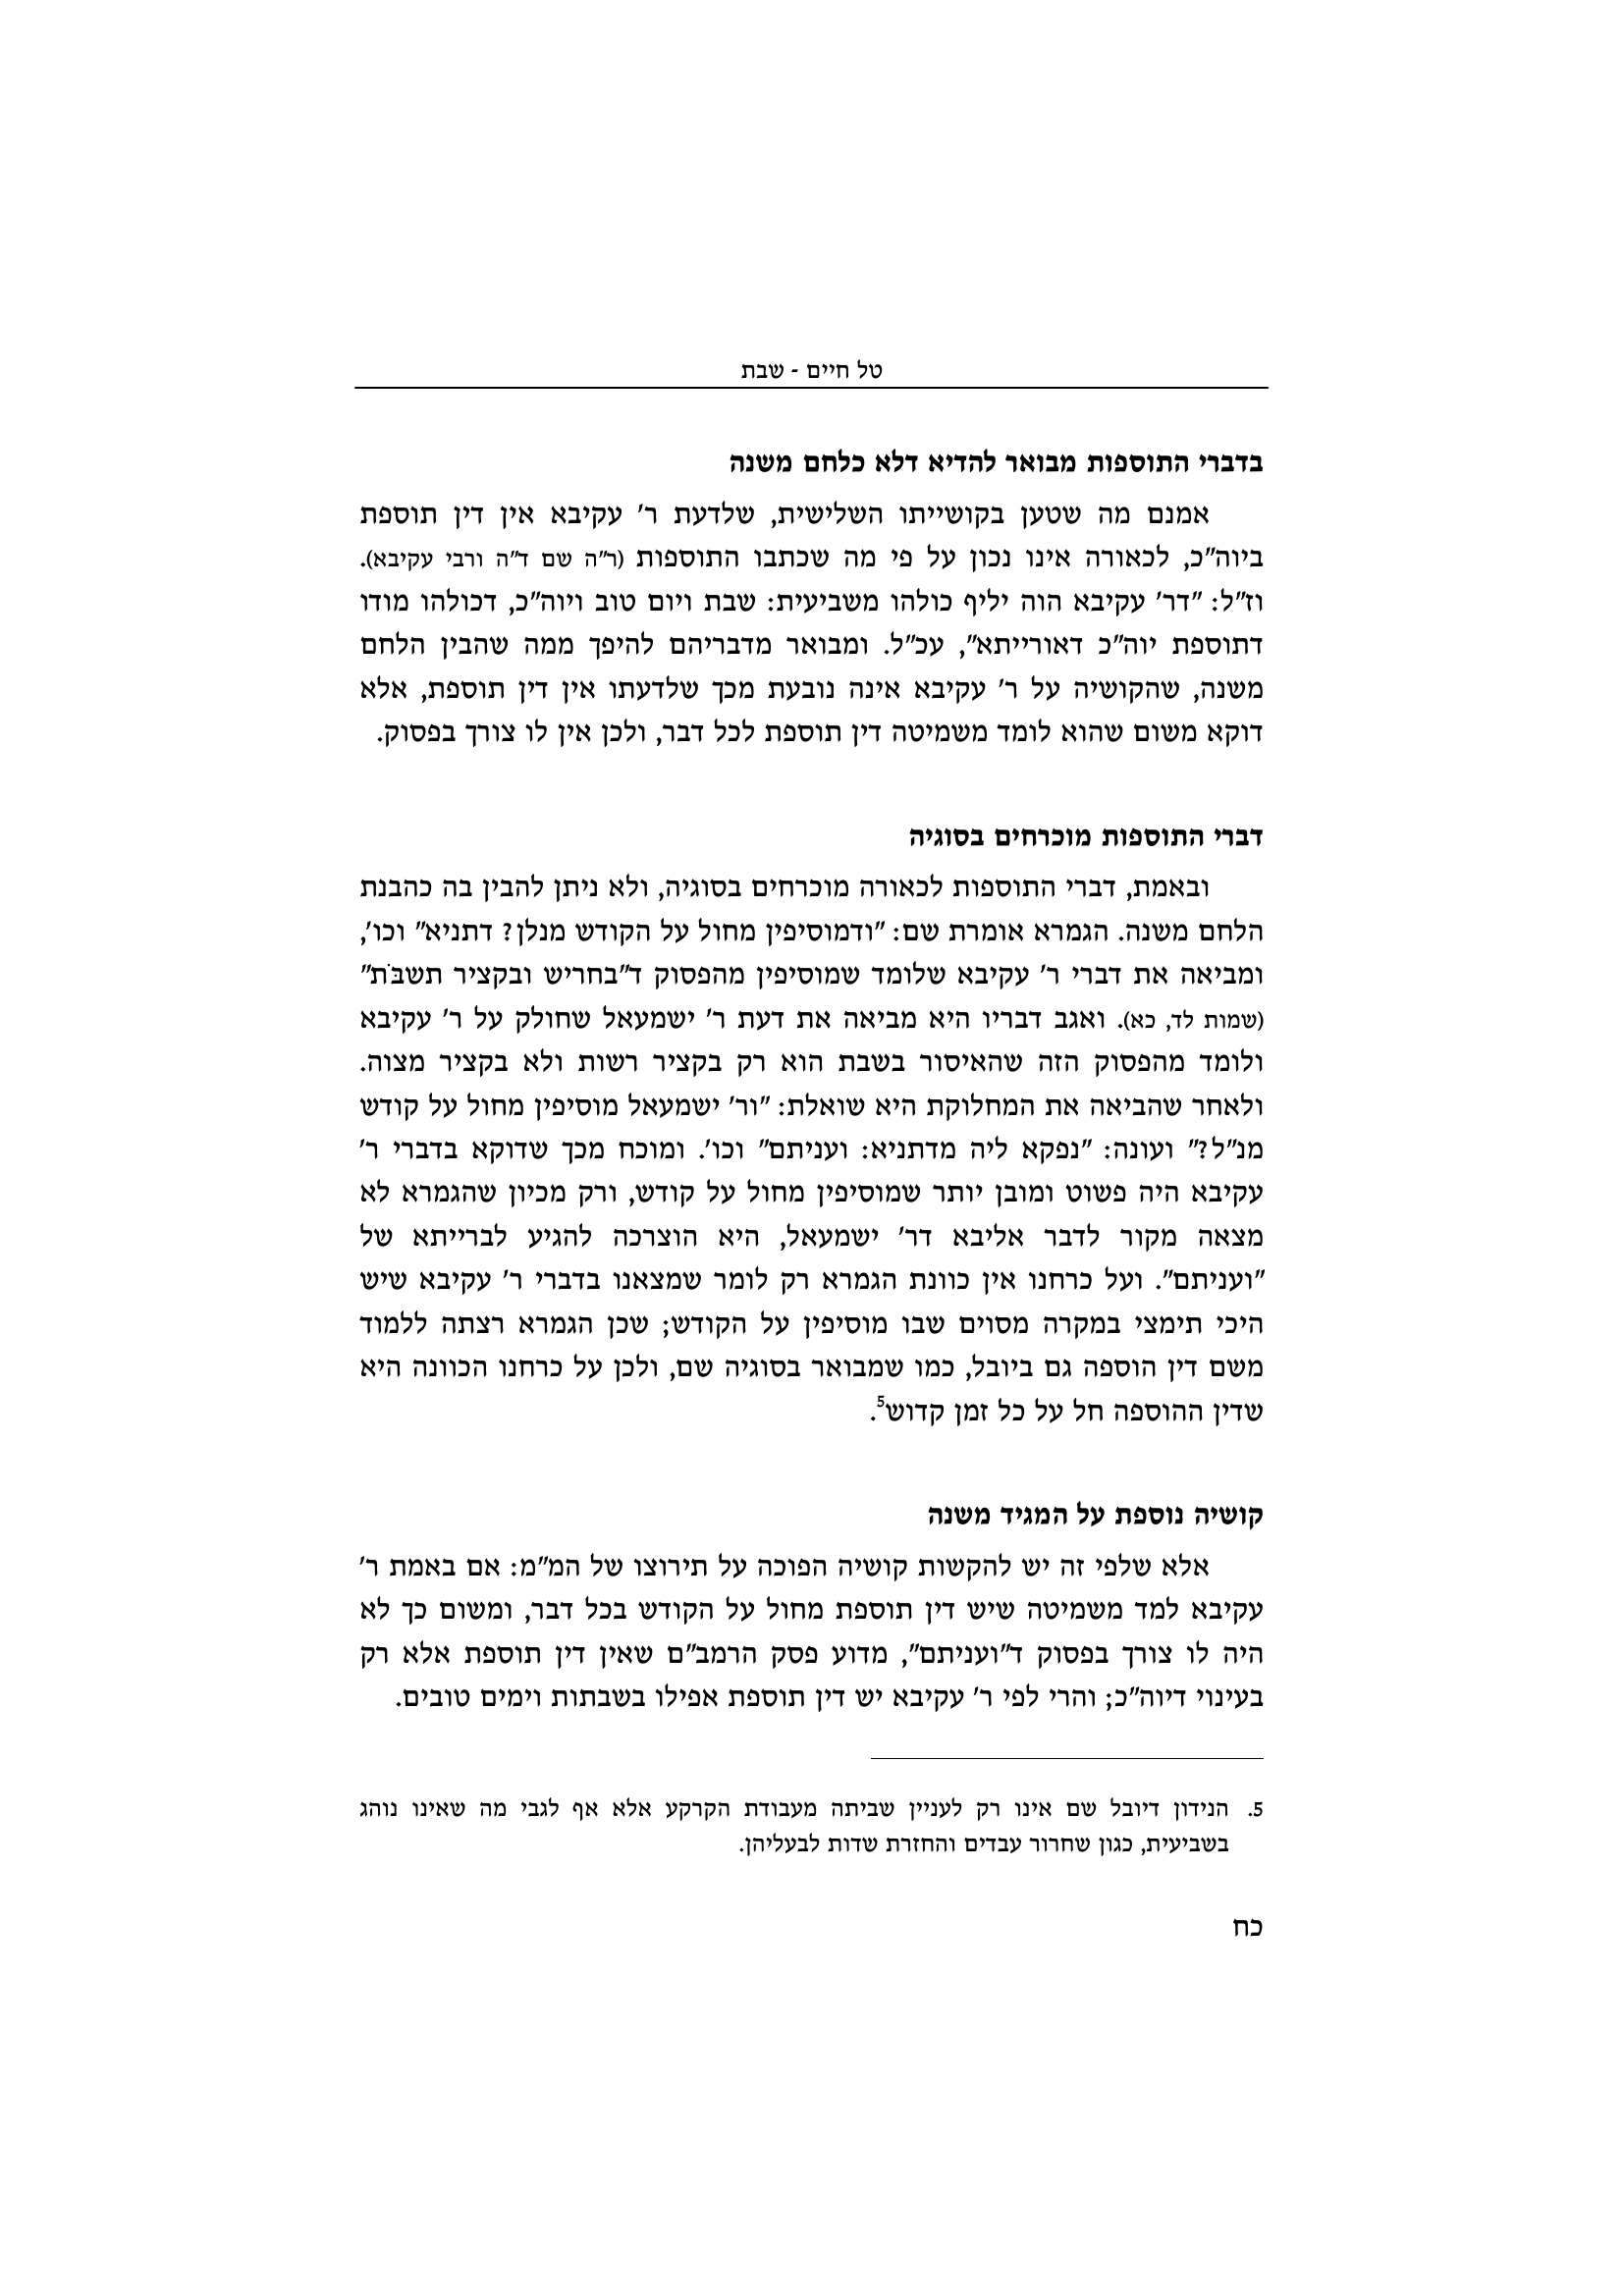 טל חיים - שבת
בדברי התוספות מבואר להדיא דלא כלחם משנה
אמנם מה שטען בקושייתו השלישית, שלדעת ר' עקיבא אין דין תוספת
ביוה"כ, לכאורה אינו נכון על פי מה שכתבו התוספות (ר"ה שם ד"ה ורבי עקיבא).
וז"ל: "דר' עקיבא הוה יליף כולהו משביעית: שבת ויום טוב ויוה"כ, דכולהו מודו
דתוספת יוה"כ דאורייתא", עכ"ל. ומבואר מדבריהם להיפך ממה שהבין הלחם
משנה, שהקושיה על ר' עקיבא אינה נובעת מכך שלדעתו אין דין תוספת, אלא
דוקא משום שהוא לומד משמיטה דין תוספת לכל דבר, ולכן אין לו צורך בפסוק.
דברי התוספות מוכרחים בסוגיה
ובאמת, דברי התוספות לכאורה מוכרחים בסוגיה, ולא ניתן להבין בה כהבנת
הלחם משנה. הגמרא אומרת שם: "ודמוסיפין מחול על הקודש מנלן? דתניא" וכו',
ומביאה את דברי ר' עקיבא שלומד שמוסיפין מהפסוק ד"בחריש ובקציר תשבֹּת"
(שמות לד, כא). ואגב דבריו היא מביאה את דעת ר' ישמעאל שחולק על ר' עקיבא
ולומד מהפסוק הזה שהאיסור בשבת הוא רק בקציר רשות ולא בקציר מצוה.
ולאחר שהביאה את המחלוקת היא שואלת: "ור' ישמעאל מוסיפין מחול על קודש
מנ"ל?" ועונה: "נפקא ליה מדתניא: ועניתם" וכו'. ומוכח מכך שדוקא בדברי ר'
עקיבא היה פשוט ומובן יותר שמוסיפין מחול על קודש, ורק מכיון שהגמרא לא
מצאה מקור לדבר אליבא דר' ישמעאל, היא הוצרכה להגיע לברייתא של
"ועניתם". ועל כרחנו אין כוונת הגמרא רק לומר שמצאנו בדברי ר' עקיבא שיש
היכי תימצי במקרה מסוים שבו מוסיפין על הקודש; שכן הגמרא רצתה ללמוד
משם דין הוספה גם ביובל, כמו שמבואר בסוגיה שם, ולכן על כרחנו הכוונה היא
שדין ההוספה חל על כל זמן קדוש5.
קושיה נוספת על המגיד משנה
אלא שלפי זה יש להקשות קושיה הפוכה על תירוצו של המ"מ: אם באמת ר'
עקיבא למד משמיטה שיש דין תוספת מחול על הקודש בכל דבר, ומשום כך לא
היה לו צורך בפסוק ד"ועניתם", מדוע פסק הרמב"ם שאין דין תוספת אלא רק
בעינוי דיוה"כ; והרי לפי ר' עקיבא יש דין תוספת אפילו בשבתות וימים טובים.
5. הנידון דיובל שם אינו רק לעניין שביתה מעבודת הקרקע אלא אף לגבי מה שאינו נוהג
בשביעית, כגון שחרור עבדים והחזרת שדות לבעליהן.
כח